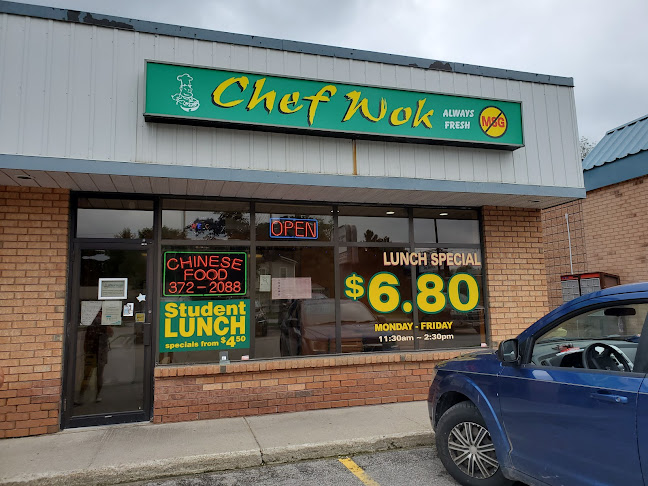 Chef Wok
ALWAYS
FRESH
MSG
OPEN
CHINESE
FOOD
372-2088
Student
LUNCH
specials from $4.50
LUNCH SPECIAL
$6.80
MONDAY - FRIDAY
11:30am ~ 2:30pm